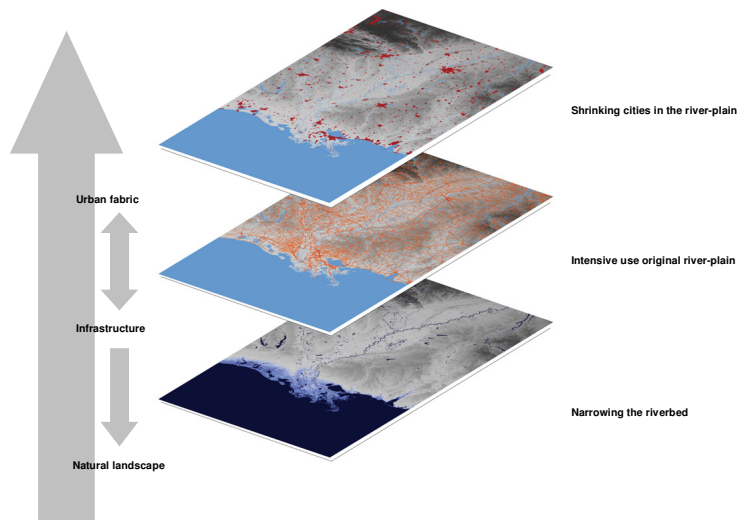 Shrinking cities in the river-plain
Urban fabric
Intensive use original river-plain
Infrastructure
Narrowing the riverbed
Natural landscape